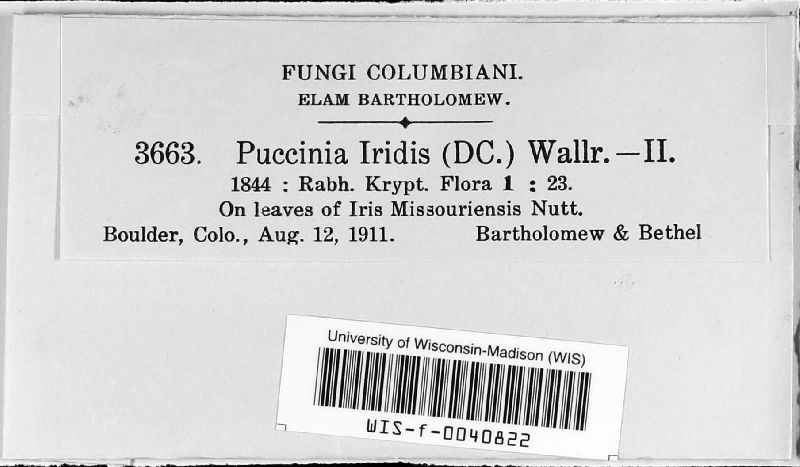 FUNGI COLUMBIANI.
ELAM BARTHOLOMEW.
3663. Puccinia Iridis (DC.) Wallr.—II.
1844 : Rabh. Krypt. Flora 1 : 23.
On leaves of Iris Missouriensis Nutt.
Boulder, Colo., Aug. 12, 1911. Bartholomew & Bethel
University of Wisconsin-Madison (WIS)
WIS-f-0040822